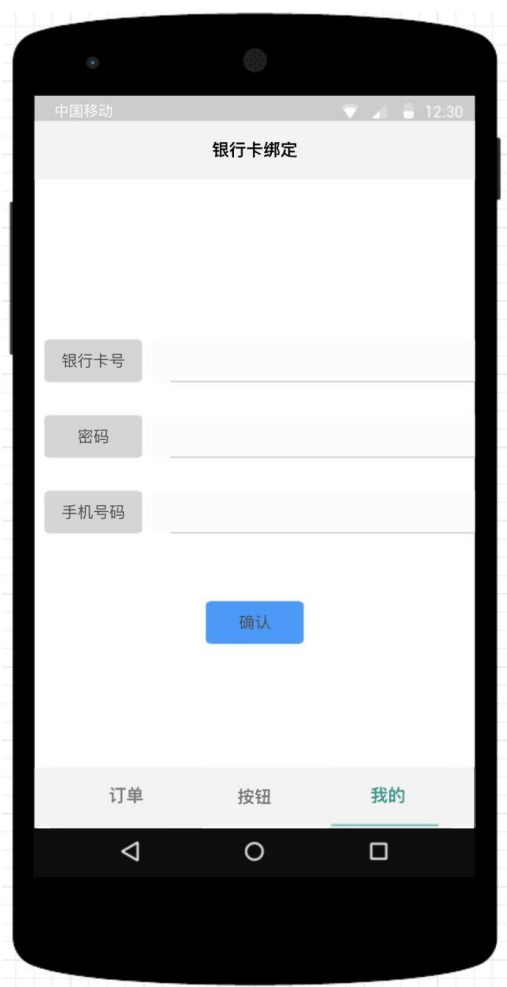 中国移动 12:30
银行卡绑定
银行卡号
密码
手机号码
确认
订单 按钮 我的